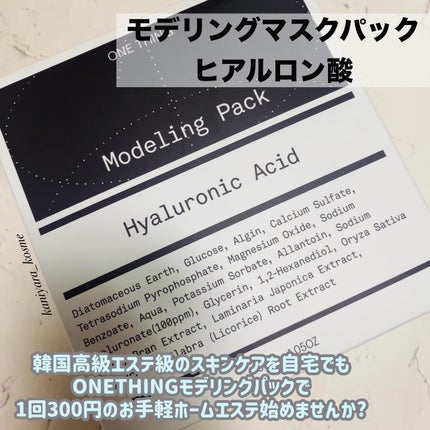 モデリングマスクパック
ヒアルロン酸
ONE THIN
Modeling Pack
Hyaluronic Acid
Diatomaceous Earth, Glucose, Algin, Calcium Sulfate,
Tetrasodium Pyrophosphate, Magnesium Oxide, Sodium
Benzoate, Aqua, Potassium Sorbate, Allantoin, Sodium
Hyaluronate(100ppm), Glycerin, 1,2-Hexanediol, Oryza Sativa
Bran Extract, Laminaria Japonica Extract,
(Licorice) Root Extract
.05OZ
kaniyara_kosme
韓国高級エステ級のスキンケアを自宅でも
ONETHINGモデリングパックで
1回300円のお手軽ホームエステ始めませんか?